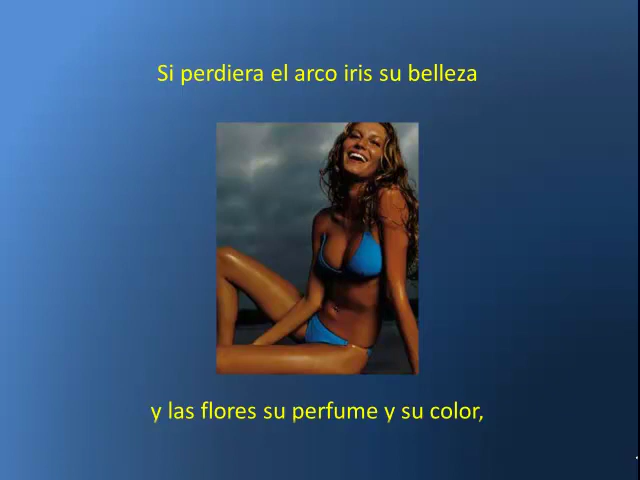 Si perdiera el arco iris su belleza
y las flores su perfume y su color,